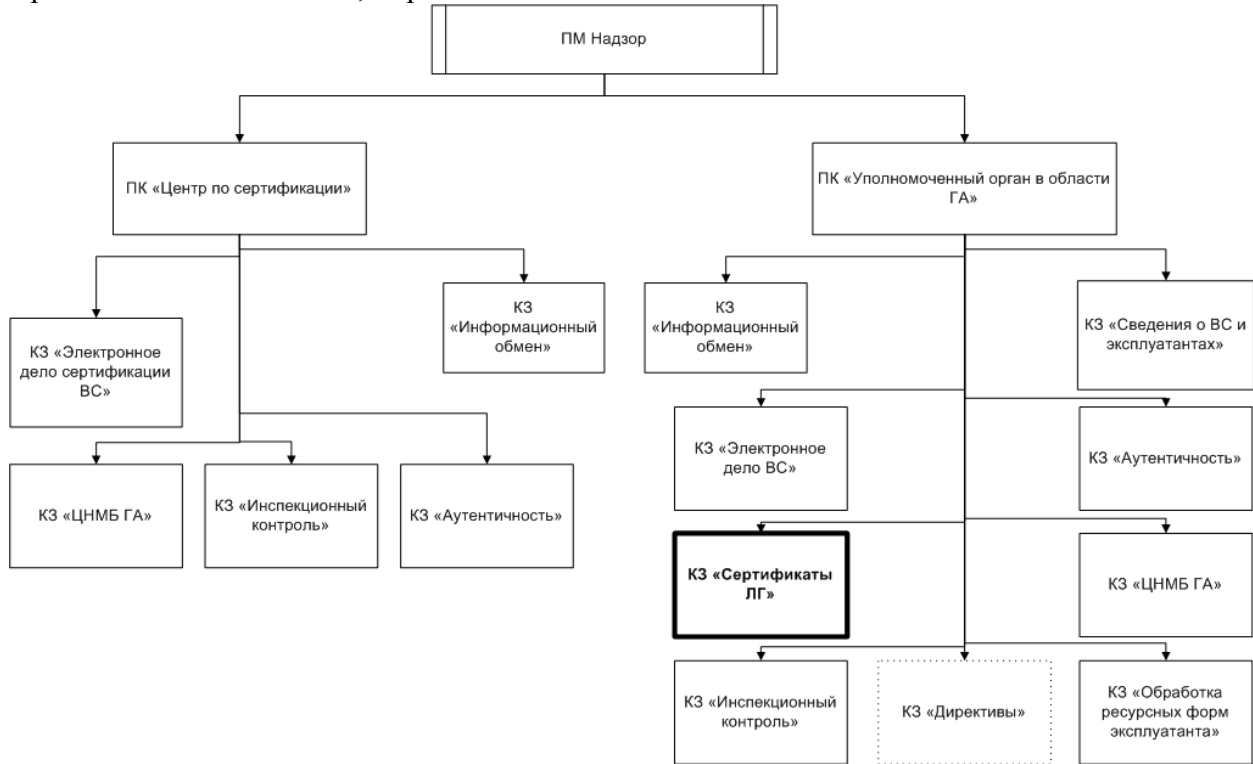 ПМ Надзор
ПК «Центр по сертификации»
ПК «Уполномоченный орган в области
ГА»
КЗ «Электронное
дело сертификации
ВС»
КЗ
«Информационный
обмен»
КЗ
«Информационный
обмен»
КЗ «Сведения о ВС и
эксплуатантах»
КЗ «ЦНМБ ГА»
КЗ «Инспекционный
контроль»
КЗ «Аутентичность»
КЗ «Электронное
дело ВС»
КЗ «Аутентичность»
КЗ «Сертификаты
ЛГ»
КЗ «ЦНМБ ГА»
КЗ «Инспекционный
контроль»
КЗ «Директивы»
КЗ «Обработка
ресурсных форм
эксплуатанта»